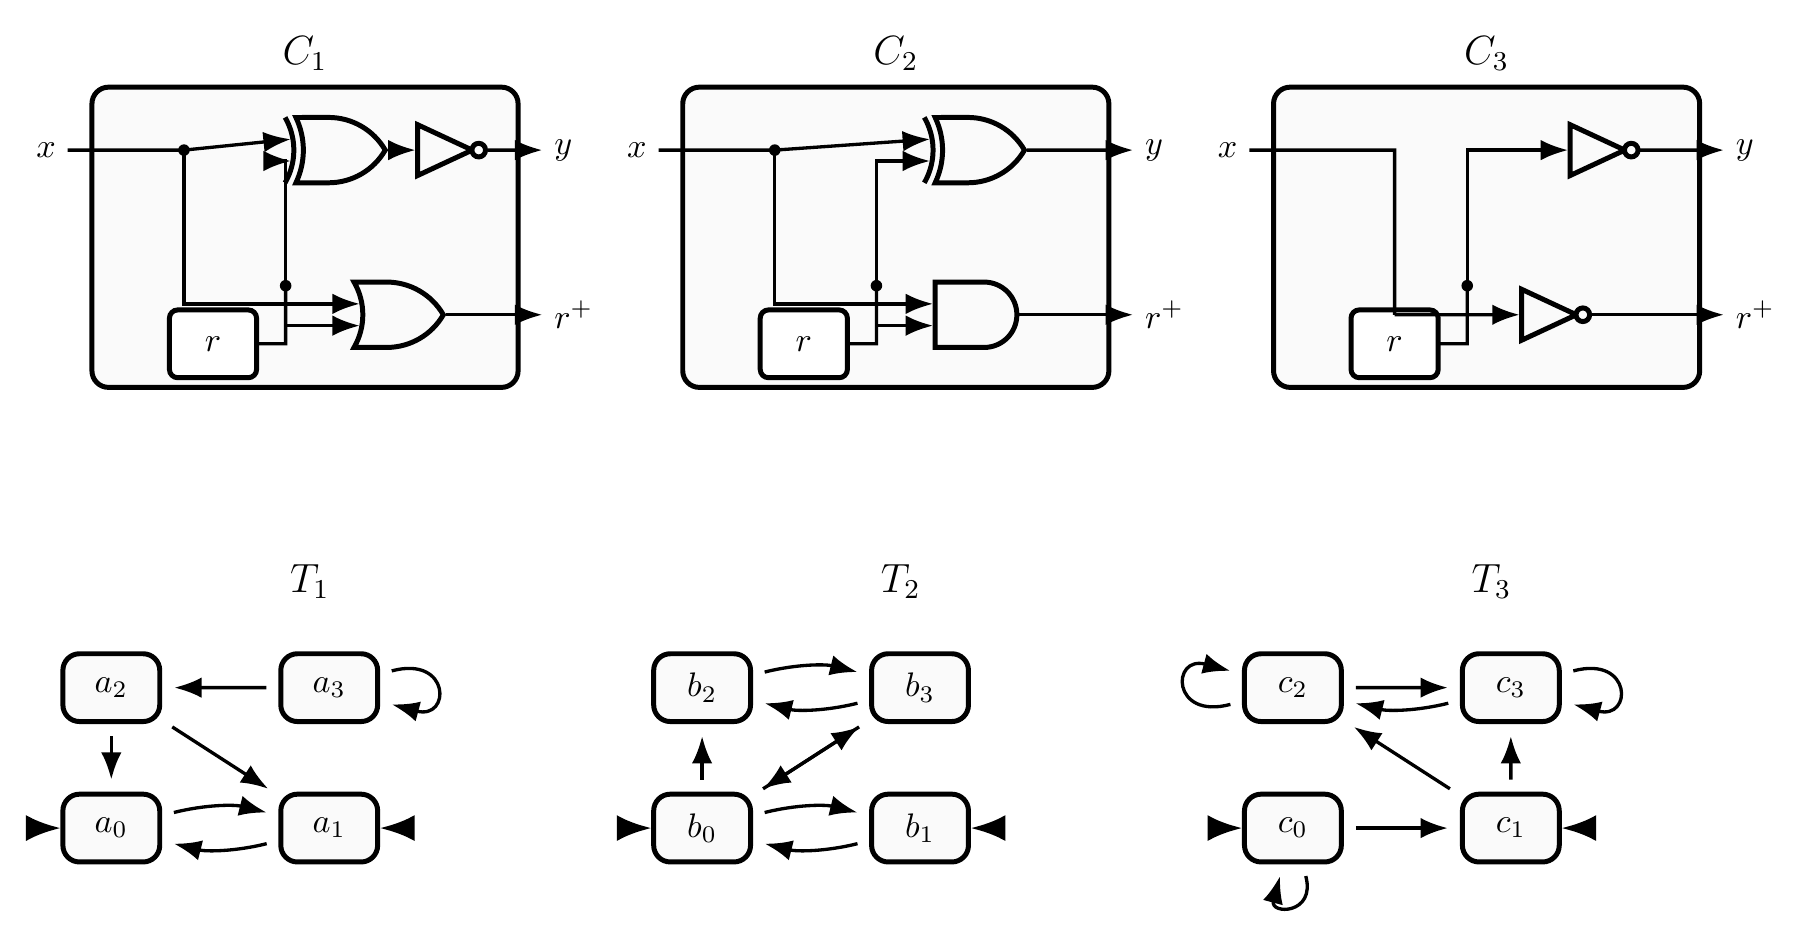 C₁ C₂ C₃
x y x y x y
r r⁺ r r⁺ r r⁺
T₁ T₂ T₃
a₂ a₃ b₂ b₃ c₂ c₃
a₀ a₁ b₀ b₁ c₀ c₁